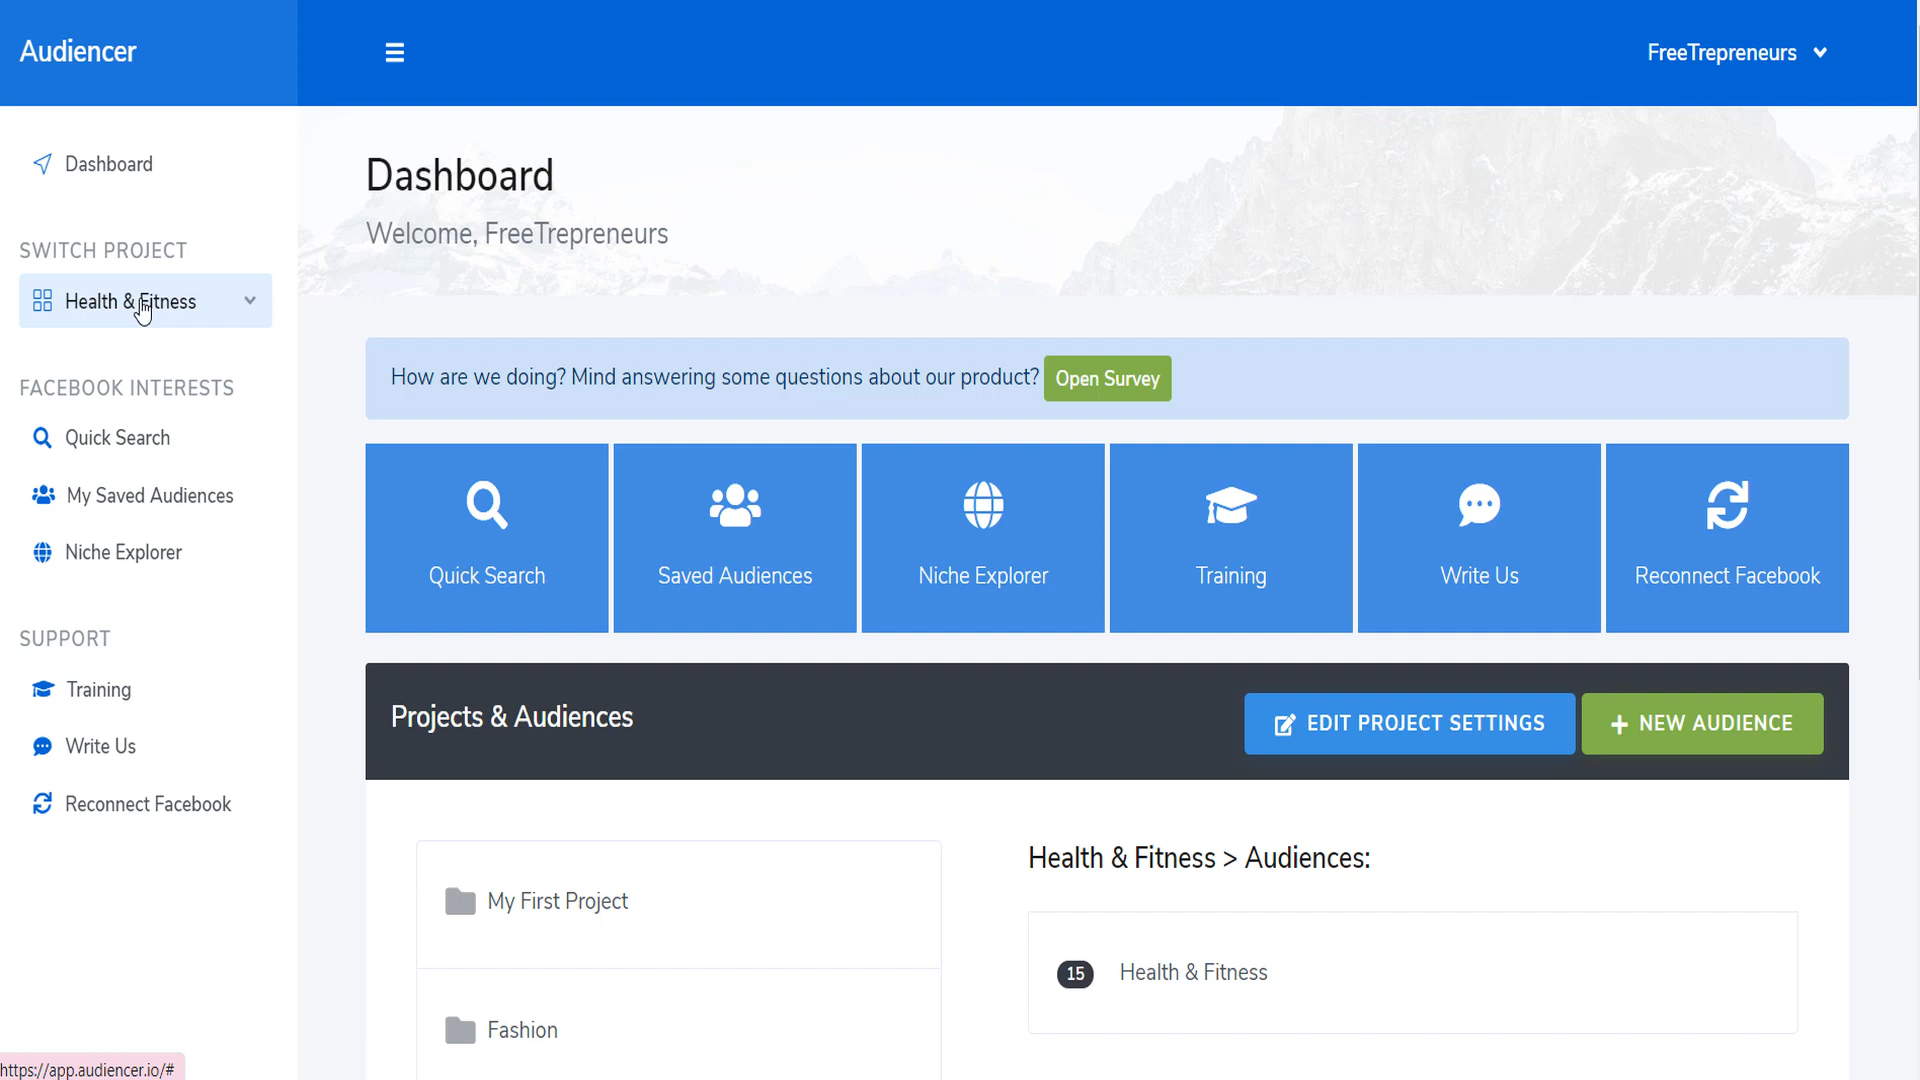 Audiencer
FreeTrepreneurs
Dashboard
SWITCH PROJECT
Health & Fitness
FACEBOOK INTERESTS
Quick Search
My Saved Audiences
Niche Explorer
SUPPORT
Training
Write Us
Reconnect Facebook
Dashboard
Welcome, FreeTrepreneurs
How are we doing? Mind answering some questions about our product? Open Survey
Quick Search
Saved Audiences
Niche Explorer
Training
Write Us
Reconnect Facebook
Projects & Audiences
EDIT PROJECT SETTINGS
+ NEW AUDIENCE
My First Project
Fashion
Health & Fitness > Audiences:
15 Health & Fitness
https://app.audiencer.io/#